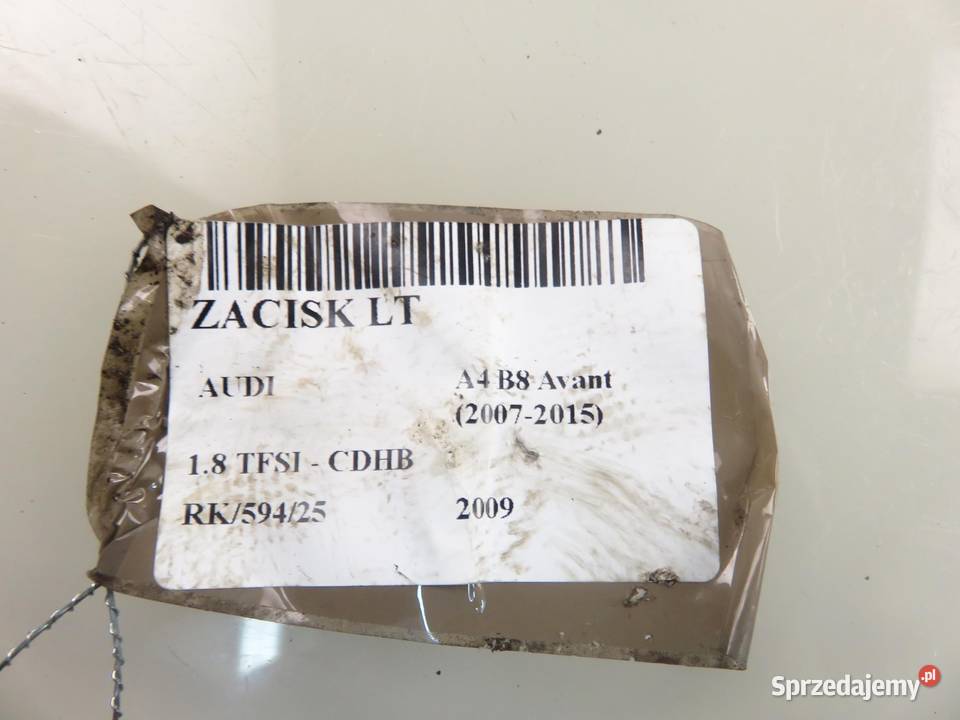 ZACISK LT
AUDI
A4 B8 Avant
(2007-2015)
1.8 TFSI - CDHB
RK/594/25
2009
Sprzedajemy.pl